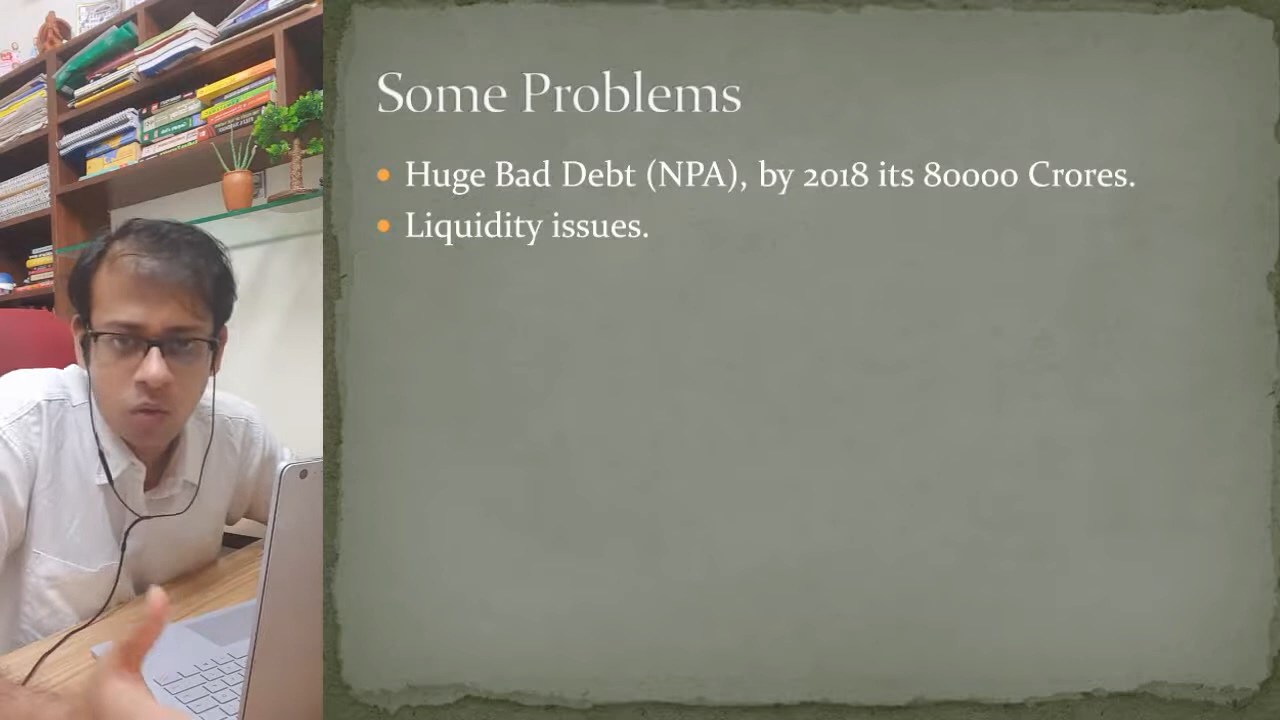 Some Problems
Huge Bad Debt (NPA), by 2018 its 80000 Crores.
Liquidity issues.